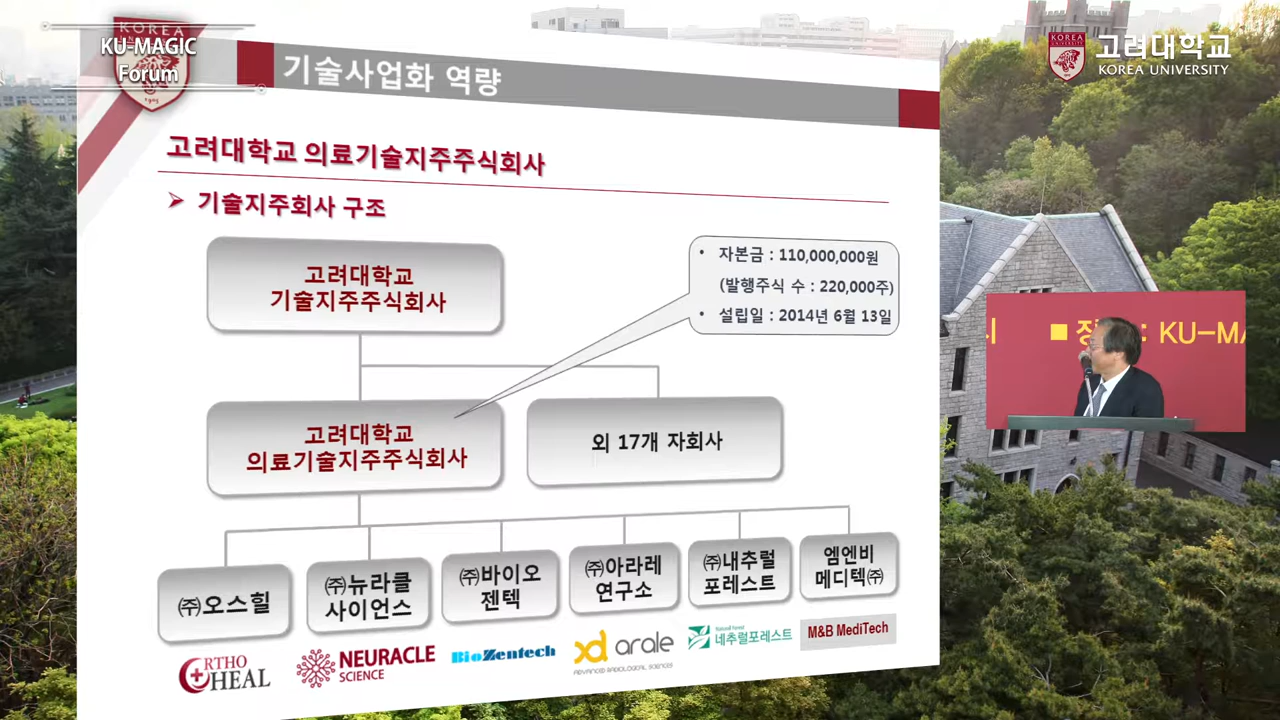 KU-MAGIC
Forum
KOREA
기술사업화 역량
KOREA
고려대학교
KOREA UNIVERSITY
고려대학교 의료기술지주주식회사
➢ 기술지주회사 구조
고려대학교
기술지주주식회사
• 자본금 : 110,000,000원
(발행주식 수 : 220,000주)
• 설립일 : 2014년 6월 13일
■ 장 : KU-MA
고려대학교
의료기술지주주식회사
외 17개 자회사
㈜오스힐
㈜뉴라클
사이언스
㈜바이오
젠텍
㈜아라레
연구소
㈜내추럴
포레스트
엠엔비
메디텍㈜
ORTHO
HEAL
NEURACLE
SCIENCE
BioZentech
xd arale
ADVANCED RADIOLOGICAL SCIENCES
Natural Forest
네추럴포레스트
M&B MediTech